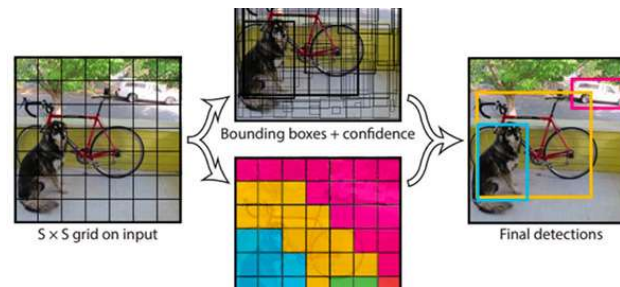 Bounding boxes + confidence
S × S grid on input
Final detections